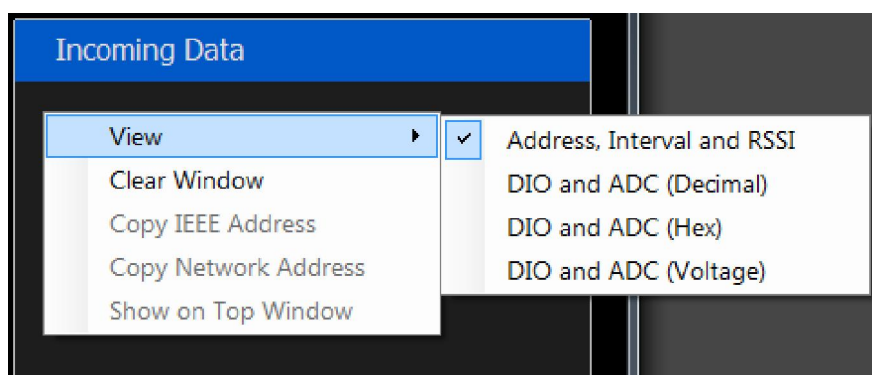 Incoming Data
View
Clear Window
Copy IEEE Address
Copy Network Address
Show on Top Window
Address, Interval and RSSI
DIO and ADC (Decimal)
DIO and ADC (Hex)
DIO and ADC (Voltage)